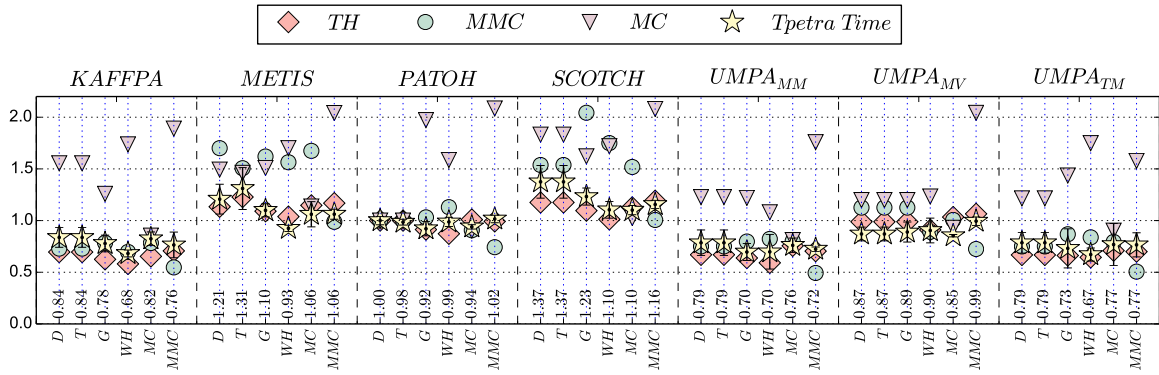 TH MMC MC Tpetra Time
KAFFPA METIS PATOH SCOTCH UMPA_MM UMPA_MV UMPA_TM
2.0
1.5
1.0
0.5
0.0
0.84 0.84 0.78 0.68 0.82 0.76 1.21 1.31 1.10 0.93 1.06 1.06 1.00 0.98 0.92 0.99 0.94 1.02 1.37 1.37 1.23 1.10 1.10 1.16 0.79 0.79 0.70 0.70 0.76 0.72 0.87 0.87 0.89 0.90 0.85 0.99 0.79 0.79 0.73 0.67 0.77 0.77
D T G WH MC MMC D T G WH MC MMC D T G WH MC MMC D T G WH MC MMC D T G WH MC MMC D T G WH MC MMC D T G WH MC MMC